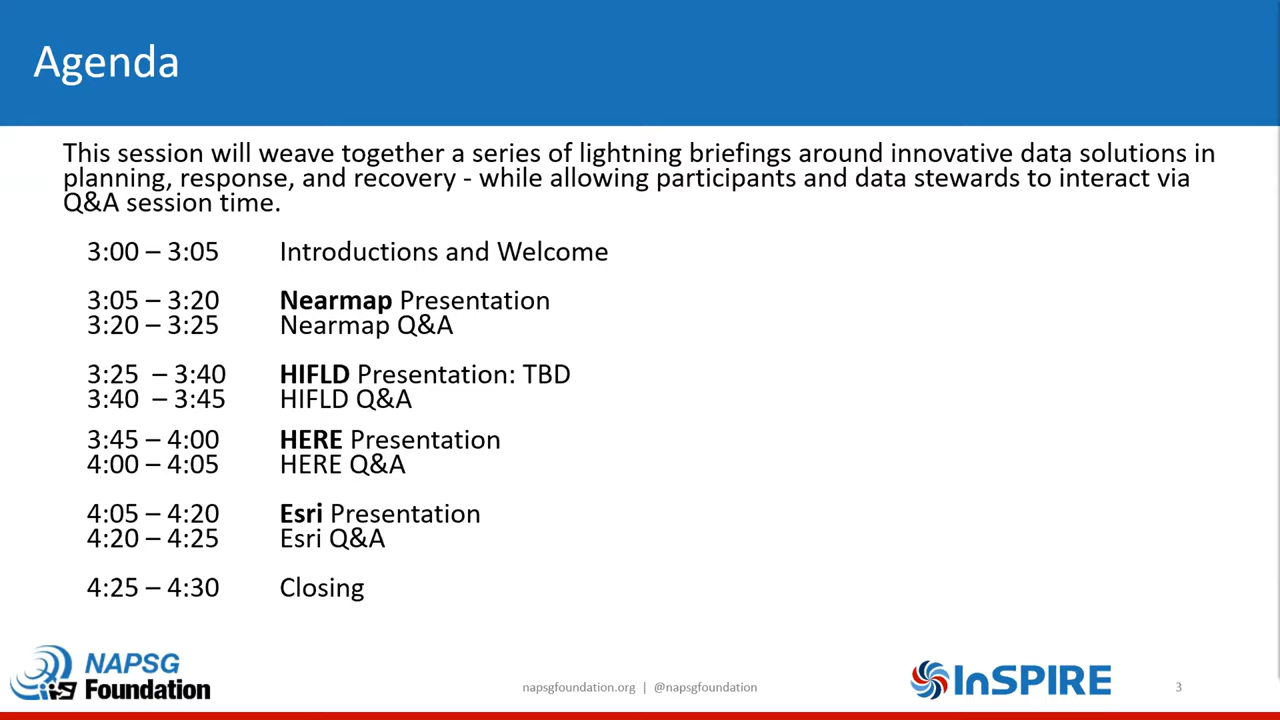 Agenda
This session will weave together a series of lightning briefings around innovative data solutions in
planning, response, and recovery - while allowing participants and data stewards to interact via
Q&A session time.
3:00 – 3:05 Introductions and Welcome
3:05 – 3:20 Nearmap Presentation
3:20 – 3:25 Nearmap Q&A
3:25 – 3:40 HIFLD Presentation: TBD
3:40 – 3:45 HIFLD Q&A
3:45 – 4:00 HERE Presentation
4:00 – 4:05 HERE Q&A
4:05 – 4:20 Esri Presentation
4:20 – 4:25 Esri Q&A
4:25 – 4:30 Closing
NAPSG
Foundation
napsgfoundation.org | @napsgfoundation
InSPIRE
3